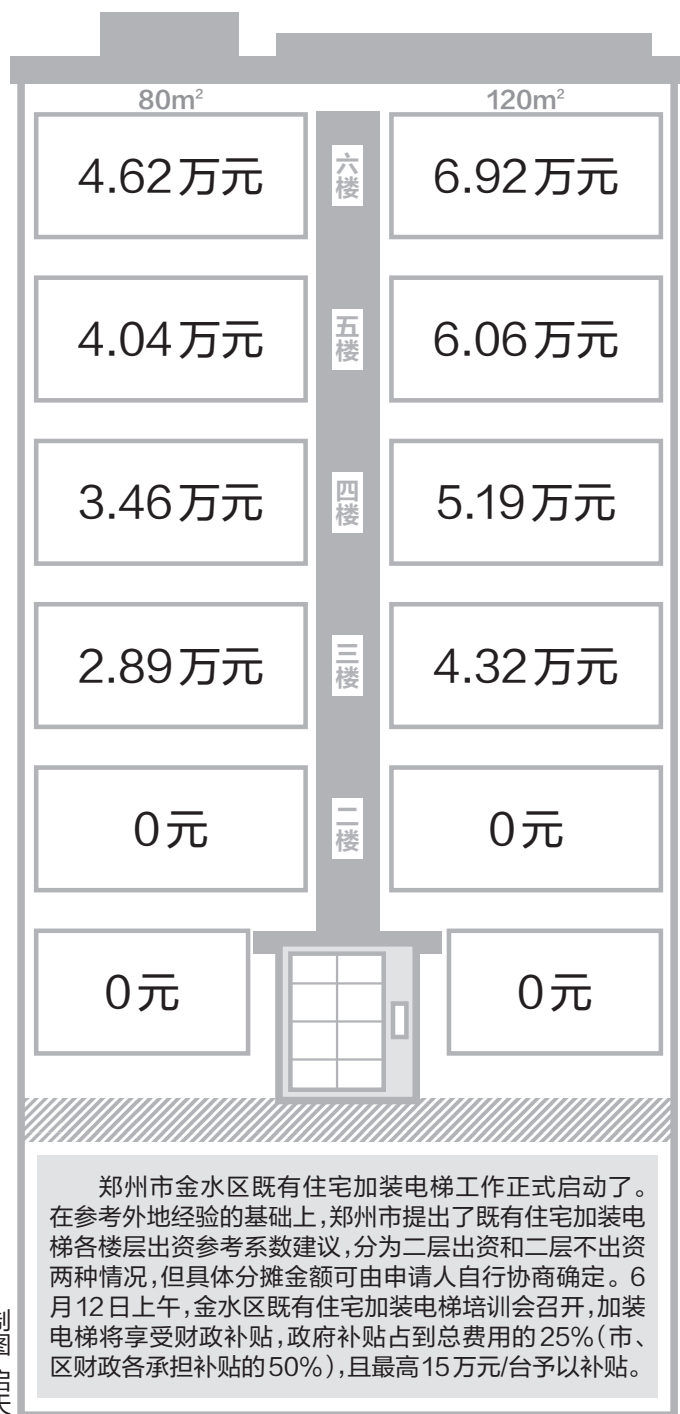 80m² 120m²
4.62万元 六楼 6.92万元
4.04万元 五楼 6.06万元
3.46万元 四楼 5.19万元
2.89万元 三楼 4.32万元
0元 二楼 0元
0元 0元
郑州市金水区既有住宅加装电梯工作正式启动了。
在参考外地经验的基础上,郑州市提出了既有住宅加装电
梯各楼层出资参考系数建议,分为二层出资和二层不出资
两种情况,但具体分摊金额可由申请人自行协商确定。6
月12日上午,金水区既有住宅加装电梯培训会召开,加装
电梯将享受财政补贴,政府补贴占到总费用的25%(市、
区财政各承担补贴的50%),且最高15万元/台予以补贴。